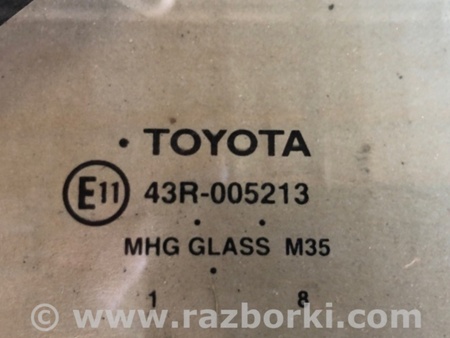 • TOYOTA
E11 43R-005213
MHG GLASS M35
1 8
© www.razborki.com